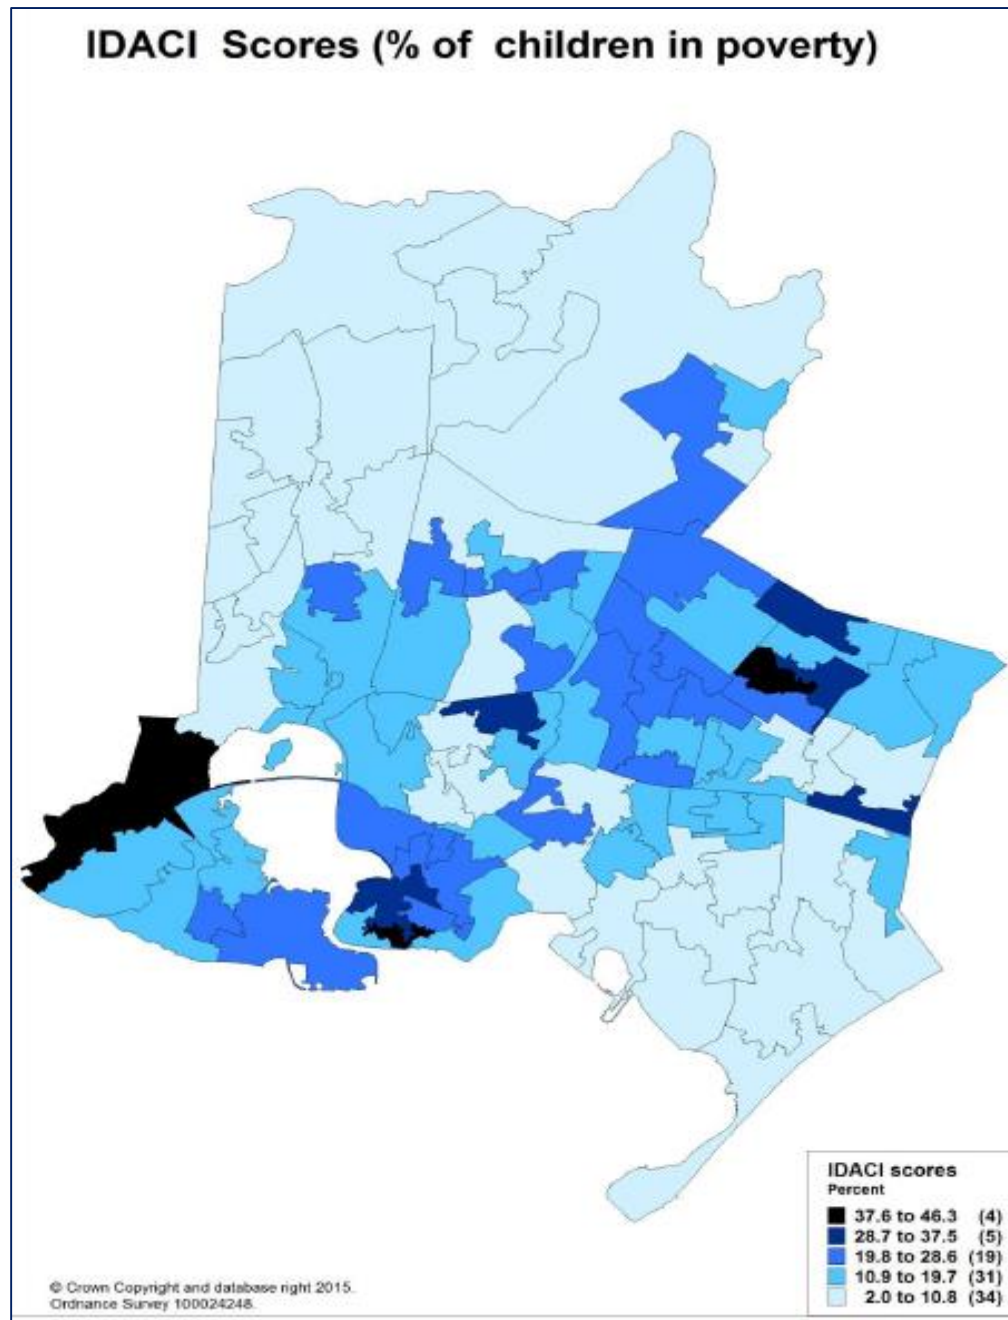 IDACI Scores (% of children in poverty)
IDACI scores
Percent
37.6 to 46.3 (4)
28.7 to 37.5 (5)
19.8 to 28.6 (19)
10.9 to 19.7 (31)
2.0 to 10.8 (34)
© Crown Copyright and database right 2015.
Ordnance Survey 100024248.